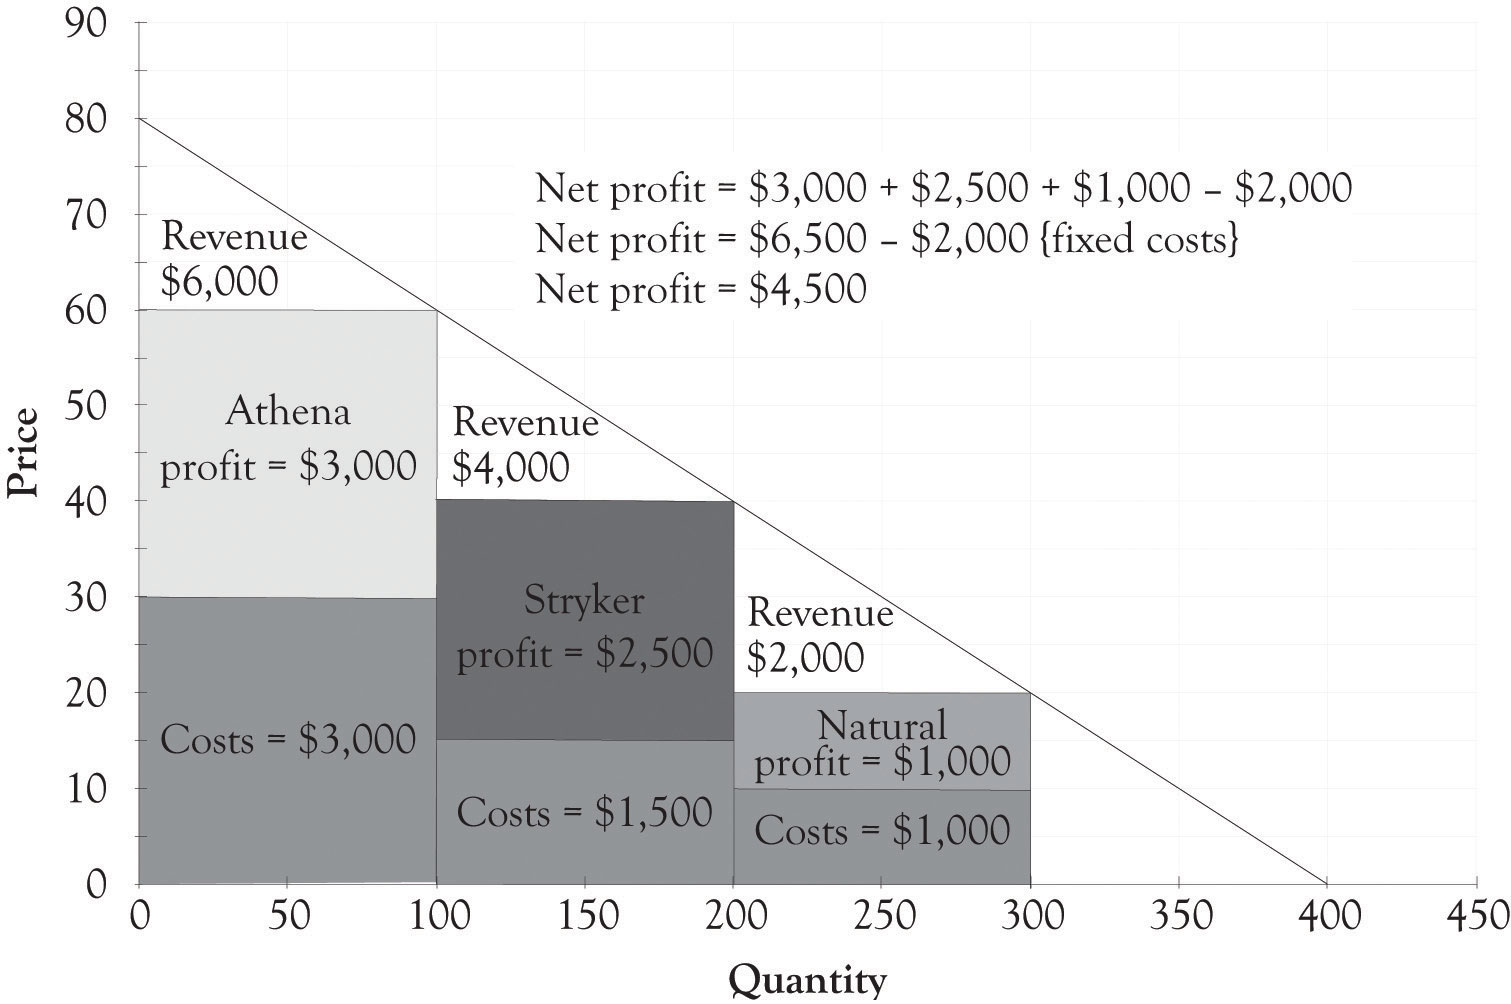 90
80
70
60
50
40
30
20
10
0
Price
Revenue
$6,000
Athena
profit = $3,000
Costs = $3,000
Net profit = $3,000 + $2,500 + $1,000 – $2,000
Net profit = $6,500 – $2,000 {fixed costs}
Net profit = $4,500
Revenue
$4,000
Stryker
profit = $2,500
Costs = $1,500
Revenue
$2,000
Natural
profit = $1,000
Costs = $1,000
0 50 100 150 200 250 300 350 400 450
Quantity